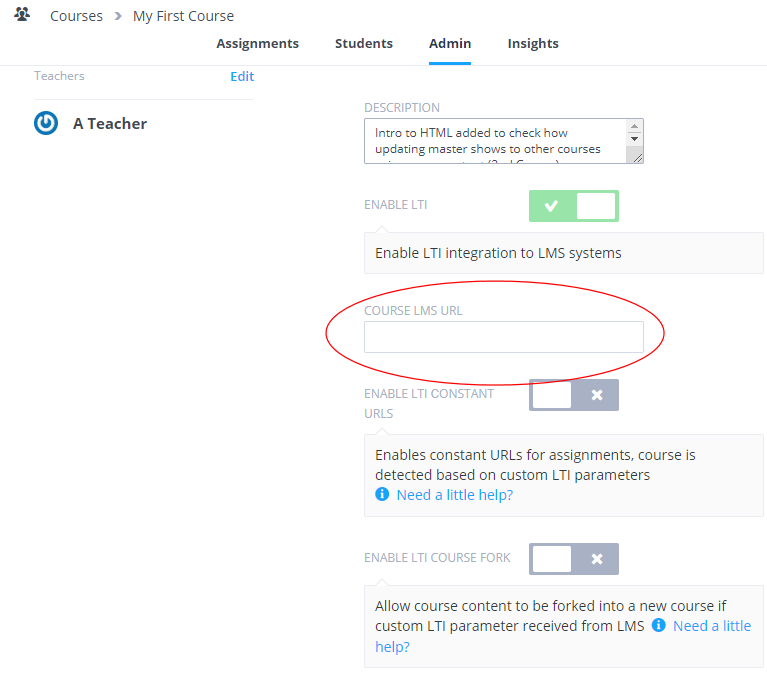 Courses > My First Course
Assignments Students Admin Insights
Teachers Edit
A Teacher
DESCRIPTION
Intro to HTML added to check how
updating master shows to other courses
ENABLE LTI
Enable LTI integration to LMS systems
COURSE LMS URL
ENABLE LTI CONSTANT
URLS
Enables constant URLs for assignments, course is
detected based on custom LTI parameters
Need a little help?
ENABLE LTI COURSE FORK
Allow course content to be forked into a new course if
custom LTI parameter received from LMS Need a little
help?